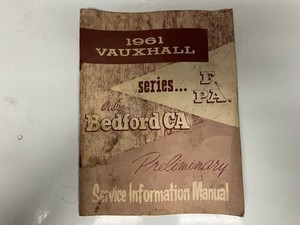 1961
VAUXHALL
series... F.
PA.
and
Bedford CA
Preliminary
Service Information Manual